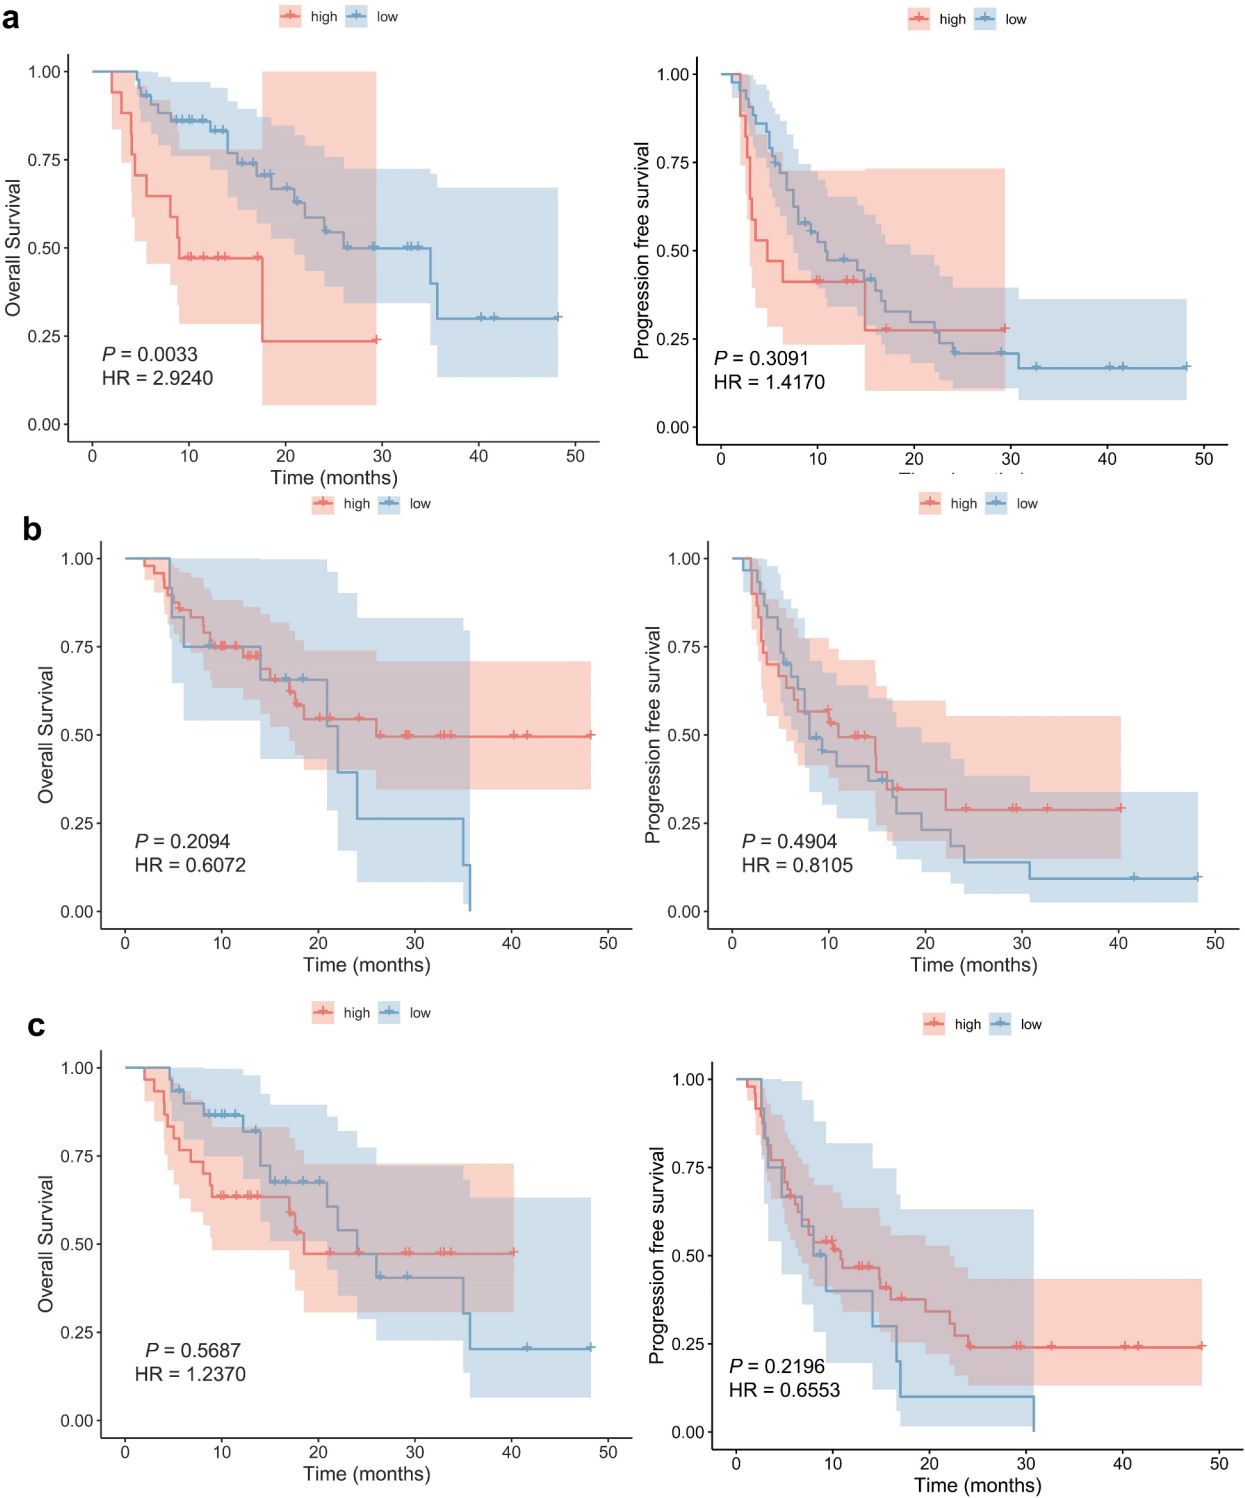 a
high low
high low
Overall Survival
1.00
0.75
0.50
0.25
0.00
P = 0.0033
HR = 2.9240
0 10 20 30 40 50
Time (months)
Progression free survival
1.00
0.75
0.50
0.25
0.00
P = 0.3091
HR = 1.4170
0 10 20 30 40 50
b
high low
high low
Overall Survival
1.00
0.75
0.50
0.25
0.00
P = 0.2094
HR = 0.6072
0 10 20 30 40 50
Time (months)
Progression free survival
1.00
0.75
0.50
0.25
0.00
P = 0.4904
HR = 0.8105
0 10 20 30 40 50
Time (months)
c
high low
high low
Overall Survival
1.00
0.75
0.50
0.25
0.00
P = 0.5687
HR = 1.2370
0 10 20 30 40 50
Time (months)
Progression free survival
1.00
0.75
0.50
0.25
0.00
P = 0.2196
HR = 0.6553
0 10 20 30 40 50
Time (months)